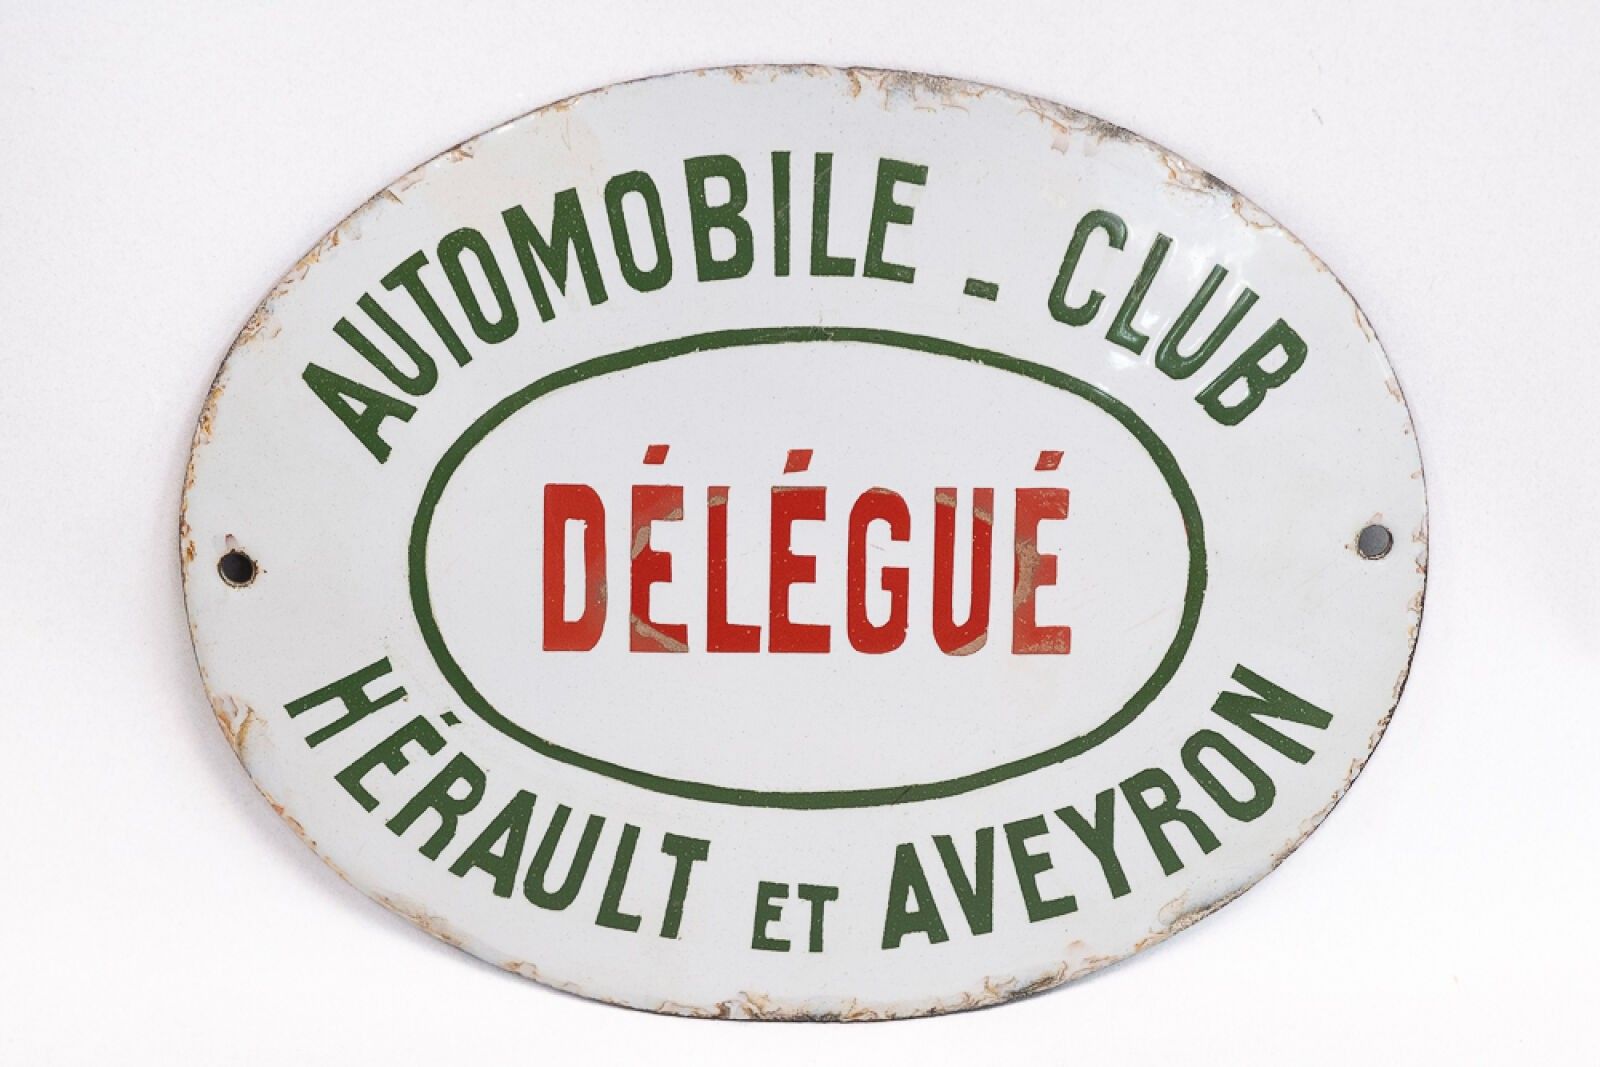 AUTOMOBILE - CLUB
DÉLÉGUÉ
HÉRAULT ET AVEYRON